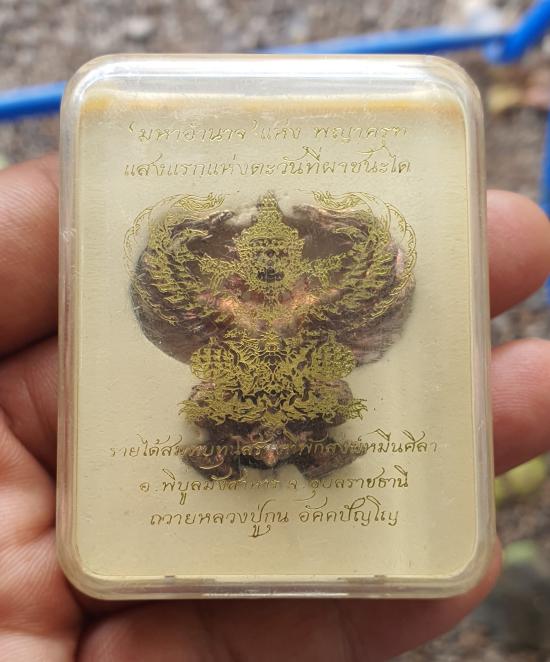 'มหาอำนาจ' แห่ง พญาครุฑ
แสงแรกแห่งตะวันที่ผาชนะได
รายได้สมทบทุนสร้างที่พักสงฆ์หมื่นศิลา
อ.พิบูลมังสาหาร จ.อุบลราชธานี
ถวายหลวงปู่กุน อัคคปัญโญ